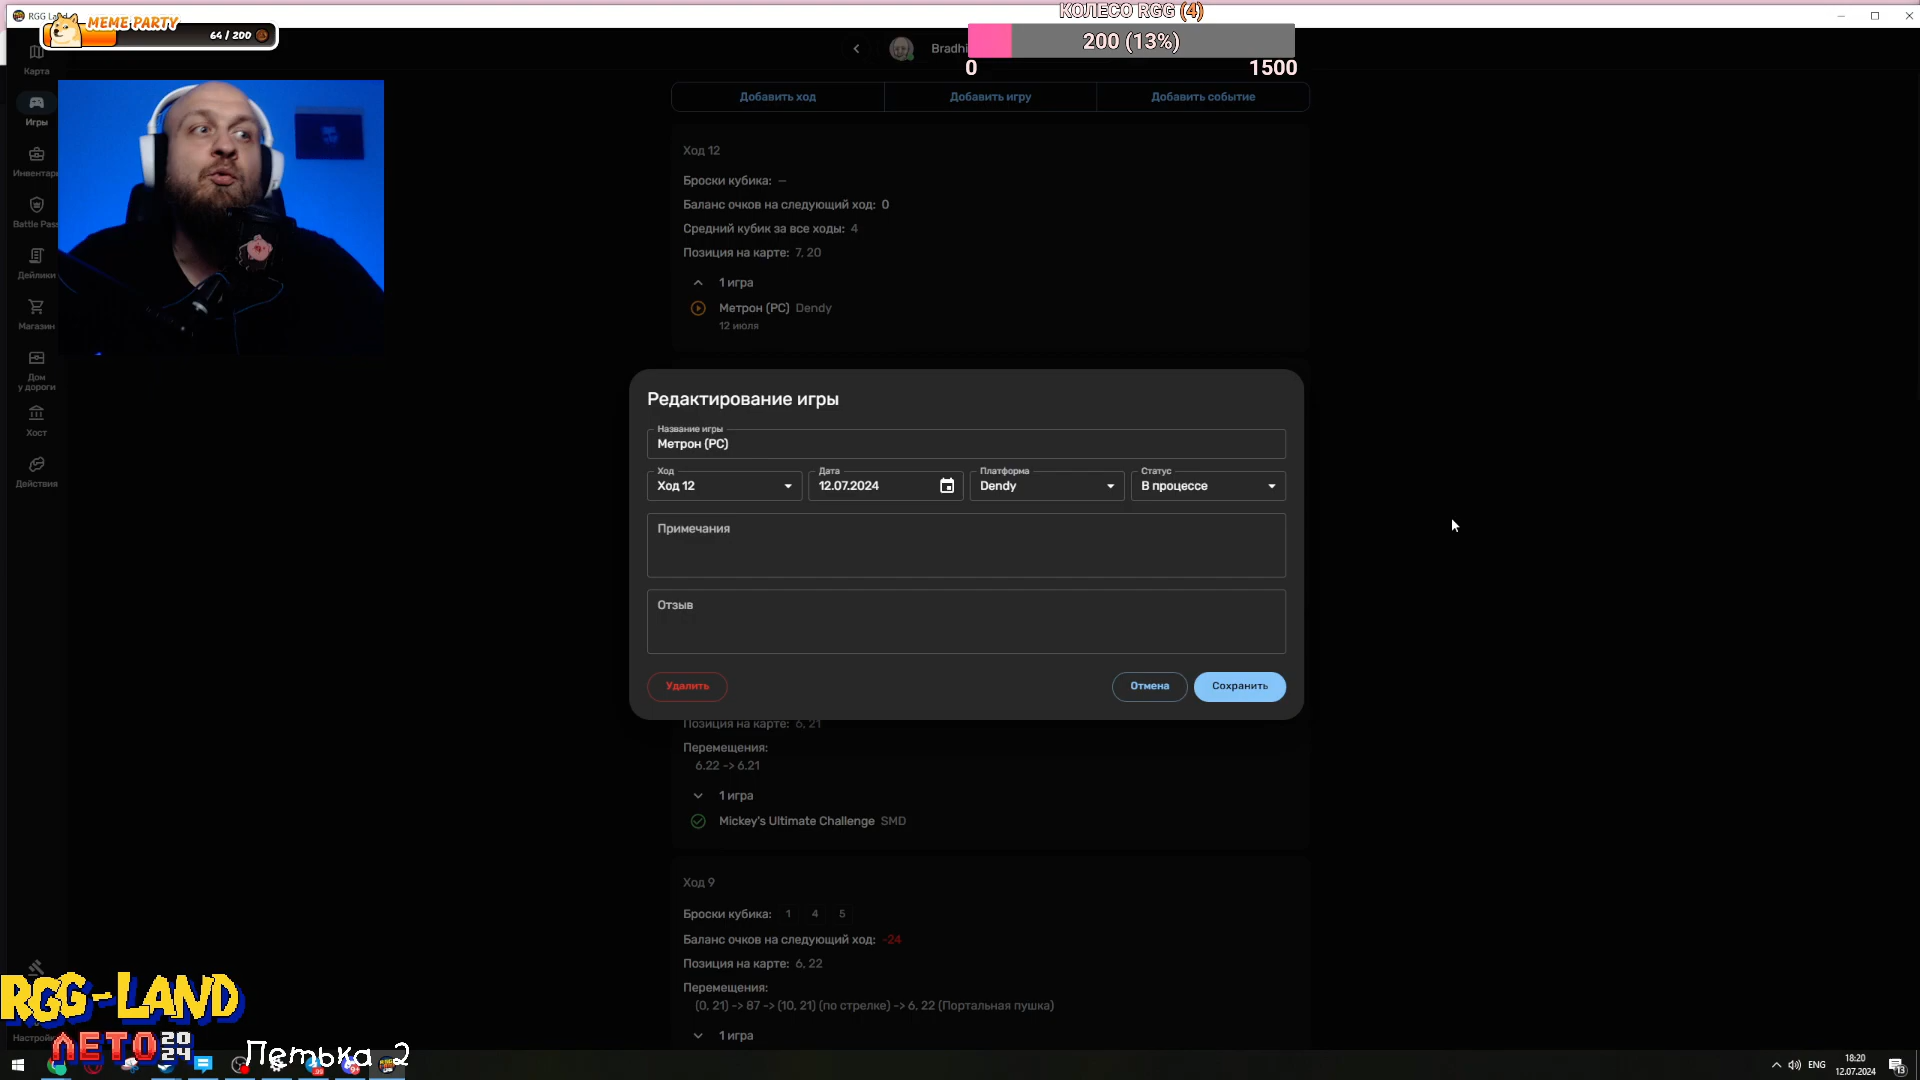 RGG Land
MEME PARTY
64 / 200
КОЛЕСО RGG (4)
200 (13%)
0
1500
Карта
Игры
Инвентарь
Battle Pass
Дейлики
Магазин
Дом
у дороги
Хост
Действия
Добавить ход
Добавить игру
Добавить событие
Ход 12
Броски кубика: —
Баланс очков на следующий ход: 0
Средний кубик за все ходы: 4
Позиция на карте: 7, 20
1 игра
Метрон (PC) Dendy
12 июля
Редактирование игры
Название игры
Метрон (PC)
Ход
Ход 12
Дата
12.07.2024
Платформа
Dendy
Статус
В процессе
Примечания
Отзыв
Удалить
Отмена
Сохранить
Позиция на карте: 6, 21
Перемещения:
6.22 -> 6.21
1 игра
Mickey's Ultimate Challenge SMD
Ход 9
Броски кубика: 1 4 5
Баланс очков на следующий ход: -24
Позиция на карте: 6, 22
Перемещения:
(0, 21) -> 87 -> (10, 21) (по стрелке) -> 6, 22 (Портальная пушка)
1 игра
RGG-LAND
ЛЕТО 2024
Петька 2
ENG
18:20
12.07.2024
13